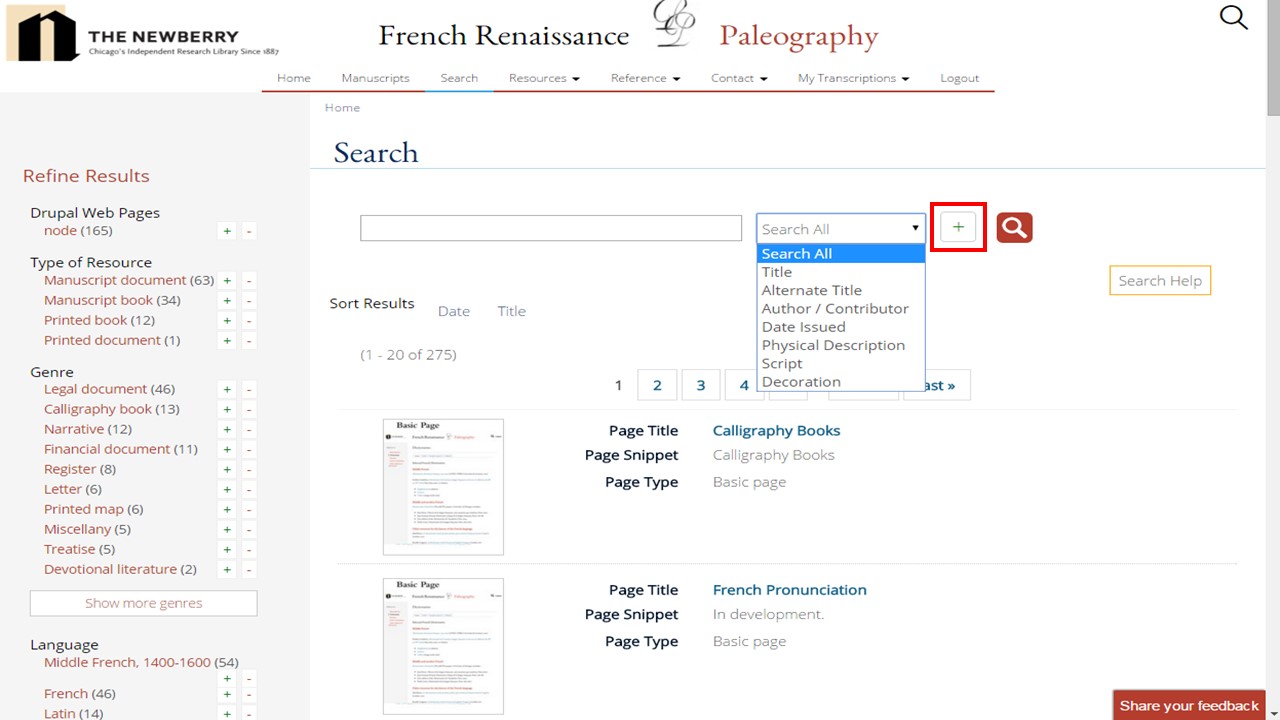 THE NEWBERRY
Chicago's Independent Research Library Since 1887
French Renaissance Paleography
Home Manuscripts Search Resources Reference Contact My Transcriptions Logout
Home
Search
Refine Results
Drupal Web Pages
node (165) + -
Type of Resource
Manuscript document (63) + -
Manuscript book (34) + -
Printed book (12) + -
Printed document (1) + -
Genre
Legal document (46) + -
Calligraphy book (13) + -
Narrative (12) + -
Financial document (11) + -
Register (8) + -
Letter (6) + -
Printed map (6) + -
History (5) + -
Treatise (5) + -
Devotional literature (2) + -
Show more genres
Language
Middle French, 1400-1600 (54)
-
French (46) + -
Latin (14) + -
Search All
+
Search All
Title
Alternate Title
Author / Contributor
Date Issued
Physical Description
Script
Decoration
Search Help
Sort Results Date Title
(1 - 20 of 275)
1 2 3 4 ast »
Basic Page
French Renaissance Paleography
Page Title Calligraphy Books
Page Snippet Calligraphy Books
Page Type Basic page
Basic Page
French Renaissance Paleography
Page Title French Pronunciation
Page Snippet In development
Page Type Basic page
Share your feedback